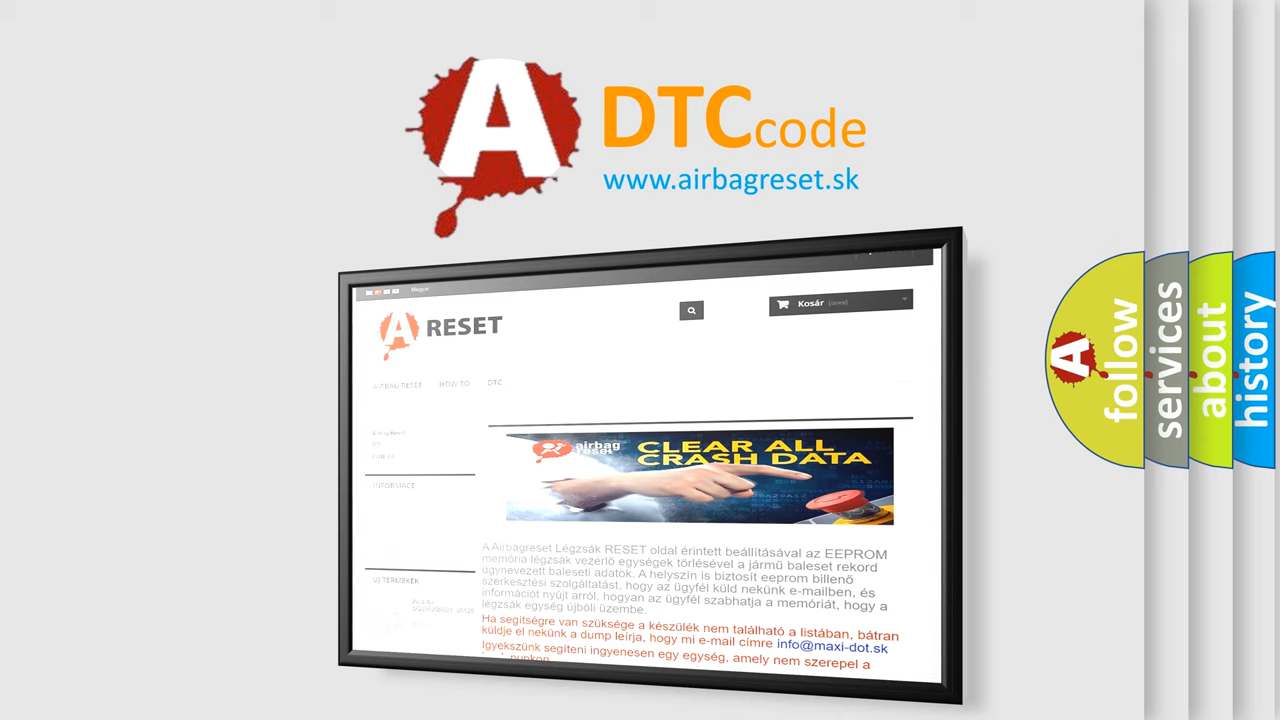 A
DTC code
www.airbagreset.sk
Magyar
A RESET
Kosár (üres)
AIRBAG RESET HOW TO DTC
INFORMACE
airbag
reset
CLEAR ALL
CRASH DATA
A Airbagreset Légzsák RESET oldal érintett beállításával az EEPROM
memória légzsák vezérlő egységek törlésével a jármű baleset rekord
úgynevezett baleseti adatok, A helyszín is biztosít eeprom billenő
szerkesztési szolgáltatást, hogy az ügyfél küld nekünk e-mailben, és
információt nyújt arról, hogyan az ügyfél szabhatja a memóriát, hogy a
légzsák egység újbóli üzembe.
Ha segítségre van szüksége a készülék nem található a listában, bátran
küldje el nekünk a dump leírja, hogy mi e-mail címre info@maxi-dot.sk
Igyekszünk segíteni ingyenesen egy egység, amely nem szerepel a
ÚJ TERMÉKEK
A
follow
services
about
history